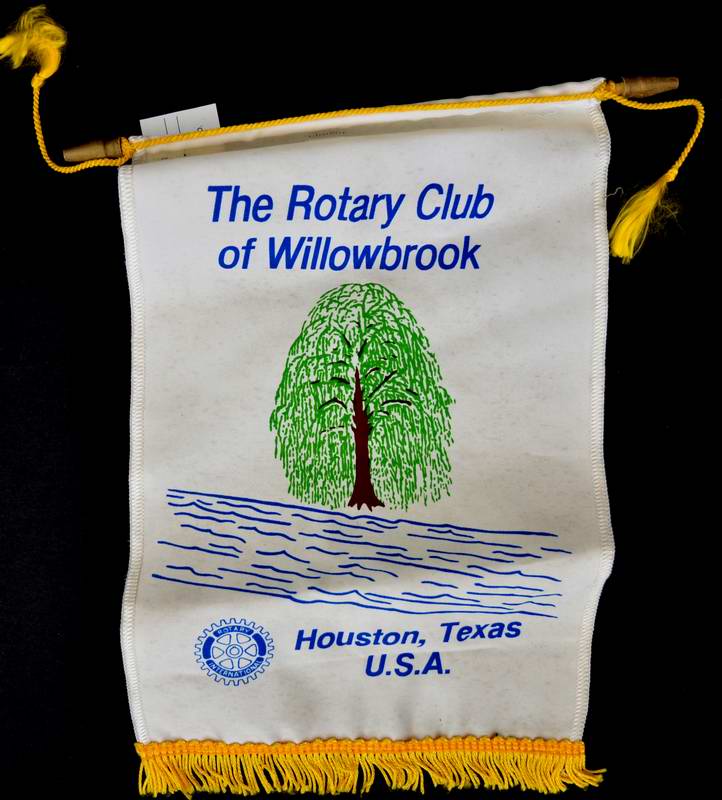 The Rotary Club
of Willowbrook
ROTARY
INTERNATIONAL
Houston, Texas
U.S.A.